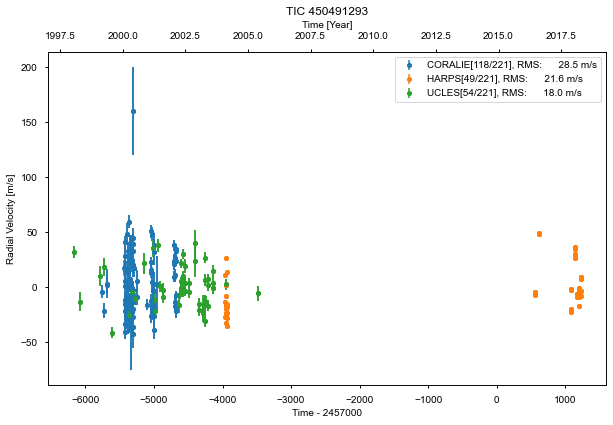 TIC 450491293
Time [Year]
1997.5 2000.0 2002.5 2005.0 2007.5 2010.0 2012.5 2015.0 2017.5
CORALIE[118/221], RMS: 28.5 m/s
HARPS[49/221], RMS: 21.6 m/s
UCLES[54/221], RMS: 18.0 m/s
200
150
100
50
0
−50
Radial Velocity [m/s]
−6000 −5000 −4000 −3000 −2000 −1000 0 1000
Time - 2457000